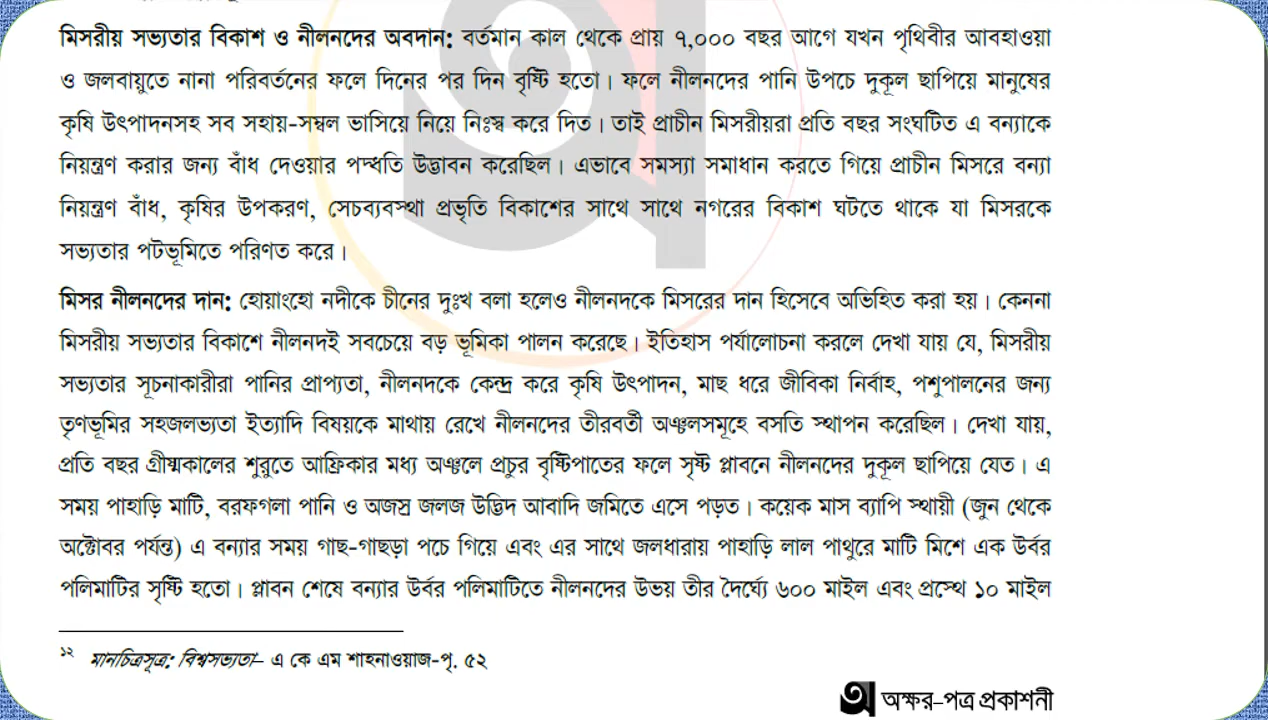 মিসরীয় সভ্যতার বিকাশ ও নীলনদের অবদান: বর্তমান কাল থেকে প্রায় ৭,০০০ বছর আগে যখন পৃথিবীর আবহাওয়া
ও জলবায়ুতে নানা পরিবর্তনের ফলে দিনের পর দিন বৃষ্টি হতো। ফলে নীলনদের পানি উপচে দুকূল ছাপিয়ে মানুষের
কৃষি উৎপাদনসহ সব সহায়-সম্বল ভাসিয়ে নিয়ে নিঃস্ব করে দিত। তাই প্রাচীন মিসরীয়রা প্রতি বছর সংঘটিত এ বন্যাকে
নিয়ন্ত্রণ করার জন্য বাঁধ দেওয়ার পদ্ধতি উদ্ভাবন করেছিল। এভাবে সমস্যা সমাধান করতে গিয়ে প্রাচীন মিসরে বন্যা
নিয়ন্ত্রণ বাঁধ, কৃষির উপকরণ, সেচব্যবস্থা প্রভৃতি বিকাশের সাথে সাথে নগরের বিকাশ ঘটতে থাকে যা মিসরকে
সভ্যতার পটভূমিতে পরিণত করে।
মিসর নীলনদের দান: হোয়াংহো নদীকে চীনের দুঃখ বলা হলেও নীলনদকে মিসরের দান হিসেবে অভিহিত করা হয়। কেননা
মিসরীয় সভ্যতার বিকাশে নীলনদই সবচেয়ে বড় ভূমিকা পালন করেছে। ইতিহাস পর্যালোচনা করলে দেখা যায় যে, মিসরীয়
সভ্যতার সূচনাকারীরা পানির প্রাপ্যতা, নীলনদকে কেন্দ্র করে কৃষি উৎপাদন, মাছ ধরে জীবিকা নির্বাহ, পশুপালনের জন্য
তৃণভূমির সহজলভ্যতা ইত্যাদি বিষয়কে মাথায় রেখে নীলনদের তীরবর্তী অঞ্চলসমূহে বসতি স্থাপন করেছিল। দেখা যায়,
প্রতি বছর গ্রীষ্মকালের শুরুতে আফ্রিকার মধ্য অঞ্চলে প্রচুর বৃষ্টিপাতের ফলে সৃষ্ট প্লাবনে নীলনদের দুকূল ছাপিয়ে যেত। এ
সময় পাহাড়ি মাটি, বরফগলা পানি ও অজস্র জলজ উদ্ভিদ আবাদি জমিতে এসে পড়ত। কয়েক মাস ব্যাপি স্থায়ী (জুন থেকে
অক্টোবর পর্যন্ত) এ বন্যার সময় গাছ-গাছড়া পচে গিয়ে এবং এর সাথে জলধারায় পাহাড়ি লাল পাথুরে মাটি মিশে এক উর্বর
পলিমাটির সৃষ্টি হতো। প্লাবন শেষে বন্যার উর্বর পলিমাটিতে নীলনদের উভয় তীর দৈর্ঘ্যে ৬০০ মাইল এবং প্রস্থে ১০ মাইল
১২ মানচিত্রসূত্র: বিশ্বসভ্যতা– এ কে এম শাহনাওয়াজ-পৃ. ৫২
অক্ষর-পত্র প্রকাশনী